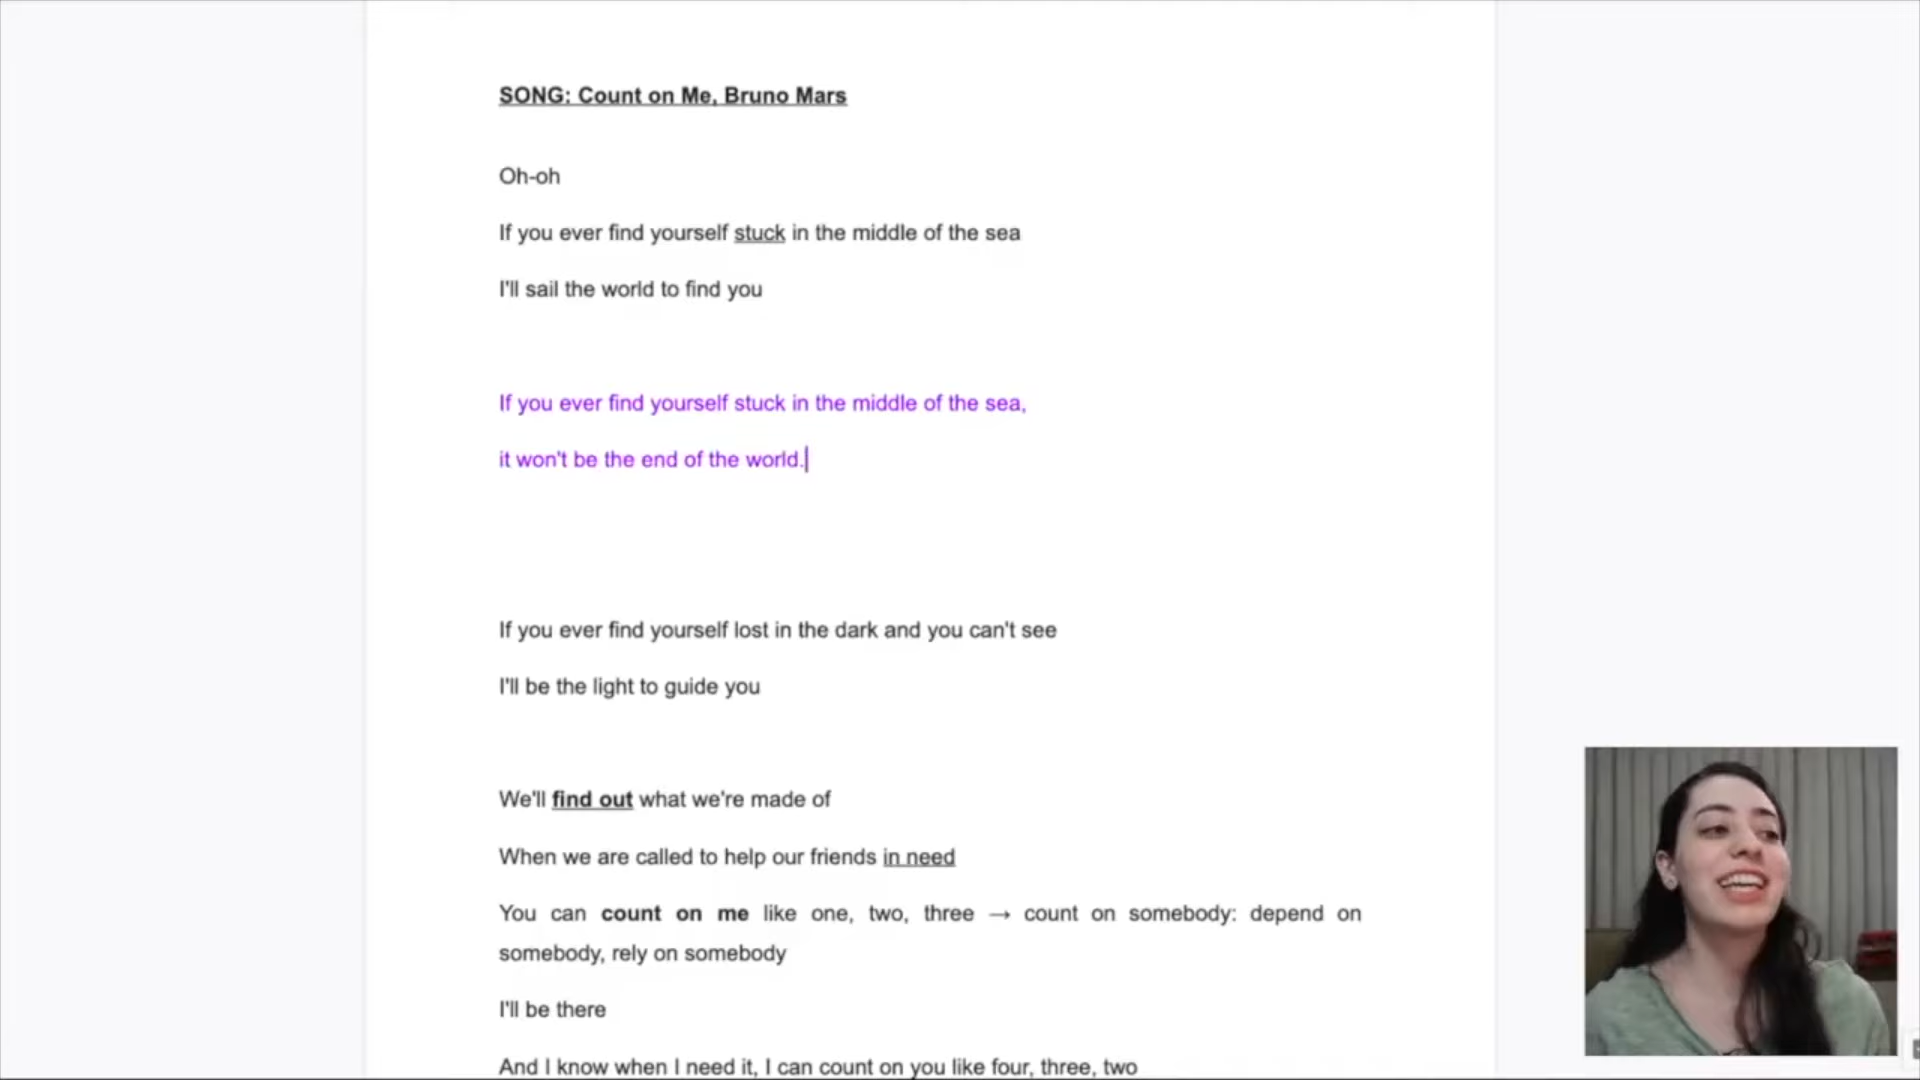 SONG: Count on Me, Bruno Mars
Oh-oh
If you ever find yourself stuck in the middle of the sea
I'll sail the world to find you
If you ever find yourself stuck in the middle of the sea,
it won't be the end of the world.
If you ever find yourself lost in the dark and you can't see
I'll be the light to guide you
We'll find out what we're made of
When we are called to help our friends in need
You can count on me like one, two, three → count on somebody: depend on
somebody, rely on somebody
I'll be there
And I know when I need it, I can count on you like four, three, two